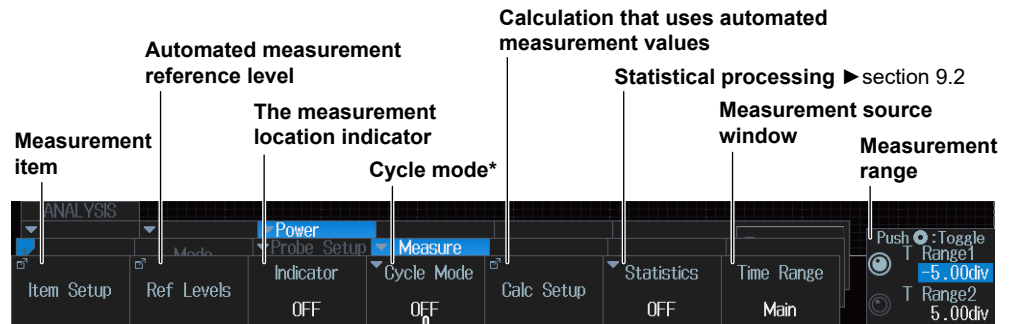 Calculation that uses automated
measurement values
Automated measurement
reference level
Statistical processing ►section 9.2
The measurement
location indicator
Measurement source
window
Measurement
item
Measurement
range
Cycle mode*
ANALYSIS
Power
Mode
Probe Setup
Measure
Item Setup
Ref Levels
Indicator
OFF
Cycle Mode
OFF
Calc Setup
Statistics
OFF
Time Range
Main
Push :Toggle
T Range1
-5.00div
T Range2
5.00div